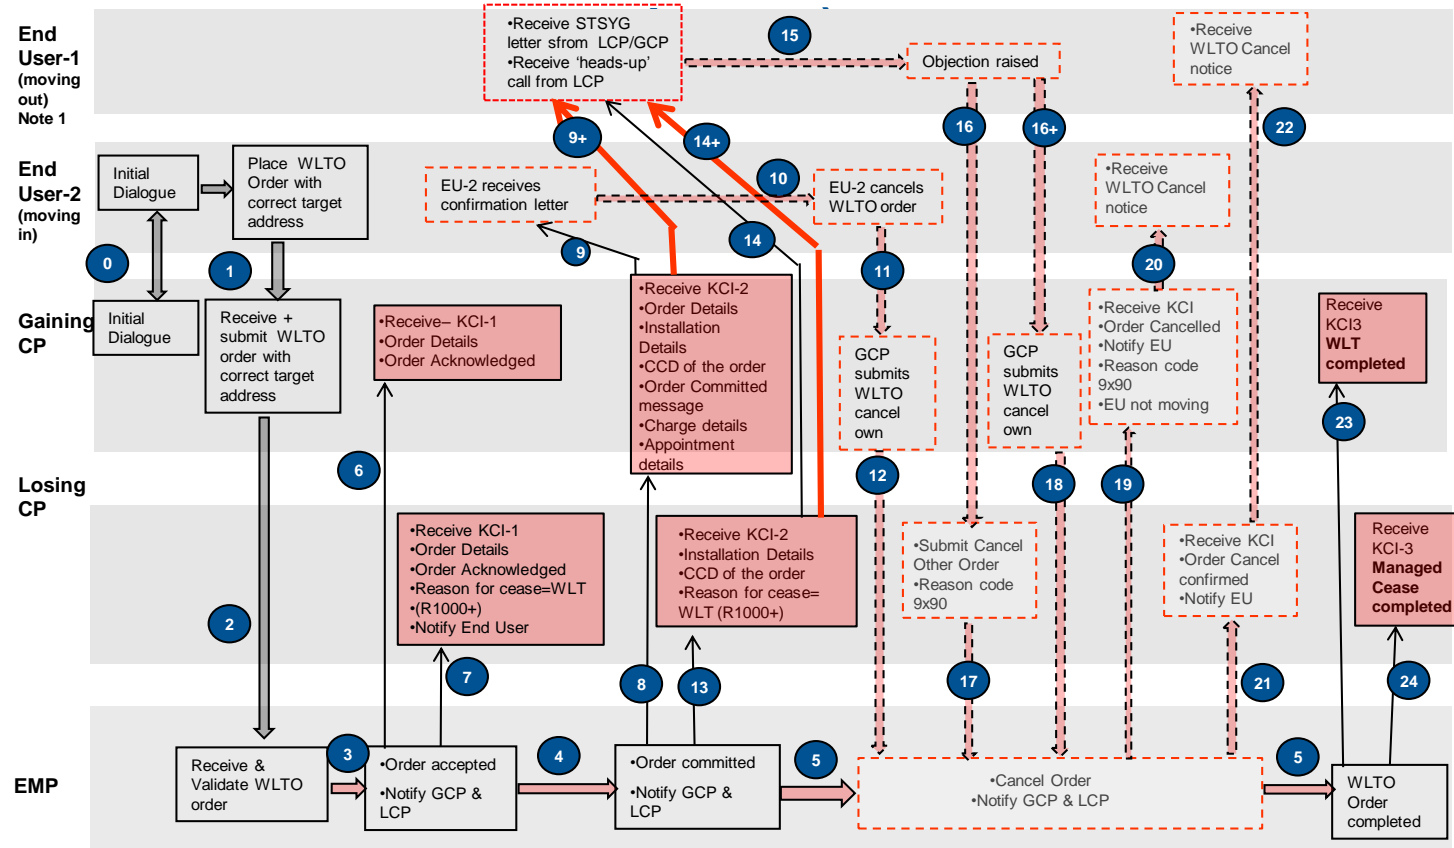 End
User-1
(moving
out)
Note 1
•Receive STSYG
letter sfrom LCP/GCP
•Receive ‘heads-up’
call from LCP
15
Objection raised
•Receive
WLTO Cancel
notice
9+
14+
16
16+
22
End
User-2
(moving
in)
Initial
Dialogue
Place WLTO
Order with
correct target
address
EU-2 receives
confirmation letter
10
EU-2 cancels
WLTO order
•Receive
WLTO Cancel
notice
0
1
9
14
11
20
Gaining
CP
Initial
Dialogue
Receive +
submit WLTO
order with
correct target
address
•Receive– KCI-1
•Order Details
•Order Acknowledged
•Receive KCI-2
•Order Details
•Installation
Details
•CCD of the order
•Order Committed
message
•Charge details
•Appointment
details
GCP
submits
WLTO
cancel
own
GCP
submits
WLTO
cancel
own
•Receive KCI
•Order Cancelled
•Notify EU
•Reason code
9x90
•EU not moving
Receive
KCI3
WLT
completed
6
12
18
19
23
Losing
CP
•Receive KCI-1
•Order Details
•Order Acknowledged
•Reason for cease=WLT
•(R1000+)
•Notify End User
•Receive KCI-2
•Installation Details
•CCD of the order
•Reason for cease=
WLT (R1000+)
•Submit Cancel
Other Order
•Reason code
9x90
•Receive KCI
•Order Cancel
confirmed
•Notify EU
Receive
KCI-3
Managed
Cease
completed
2
7
8
13
17
21
24
EMP
Receive &
Validate WLTO
order
3
•Order accepted
•Notify GCP &
LCP
4
•Order committed
•Notify GCP &
LCP
5
•Cancel Order
•Notify GCP & LCP
5
WLTO
Order
completed